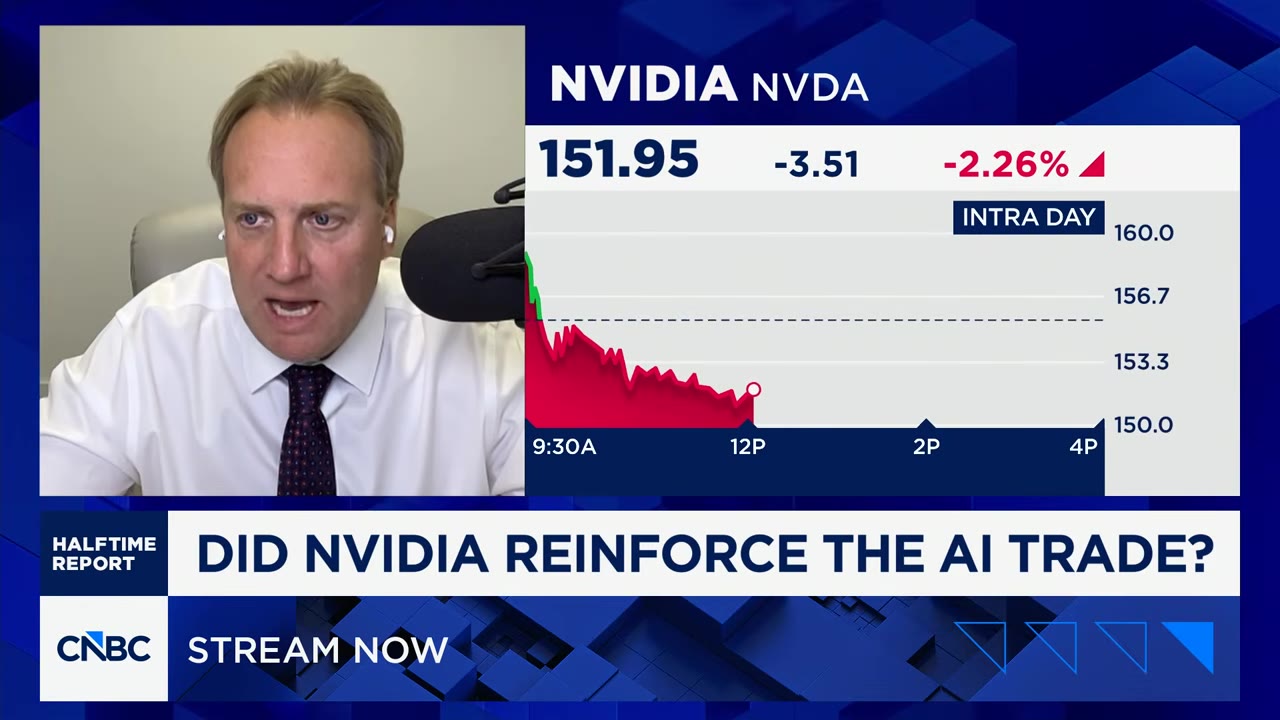 NVIDIA NVDA
151.95 -3.51 -2.26%
INTRA DAY
160.0
156.7
153.3
150.0
9:30A 12P 2P 4P
HALFTIME
REPORT
DID NVIDIA REINFORCE THE AI TRADE?
CNBC
STREAM NOW